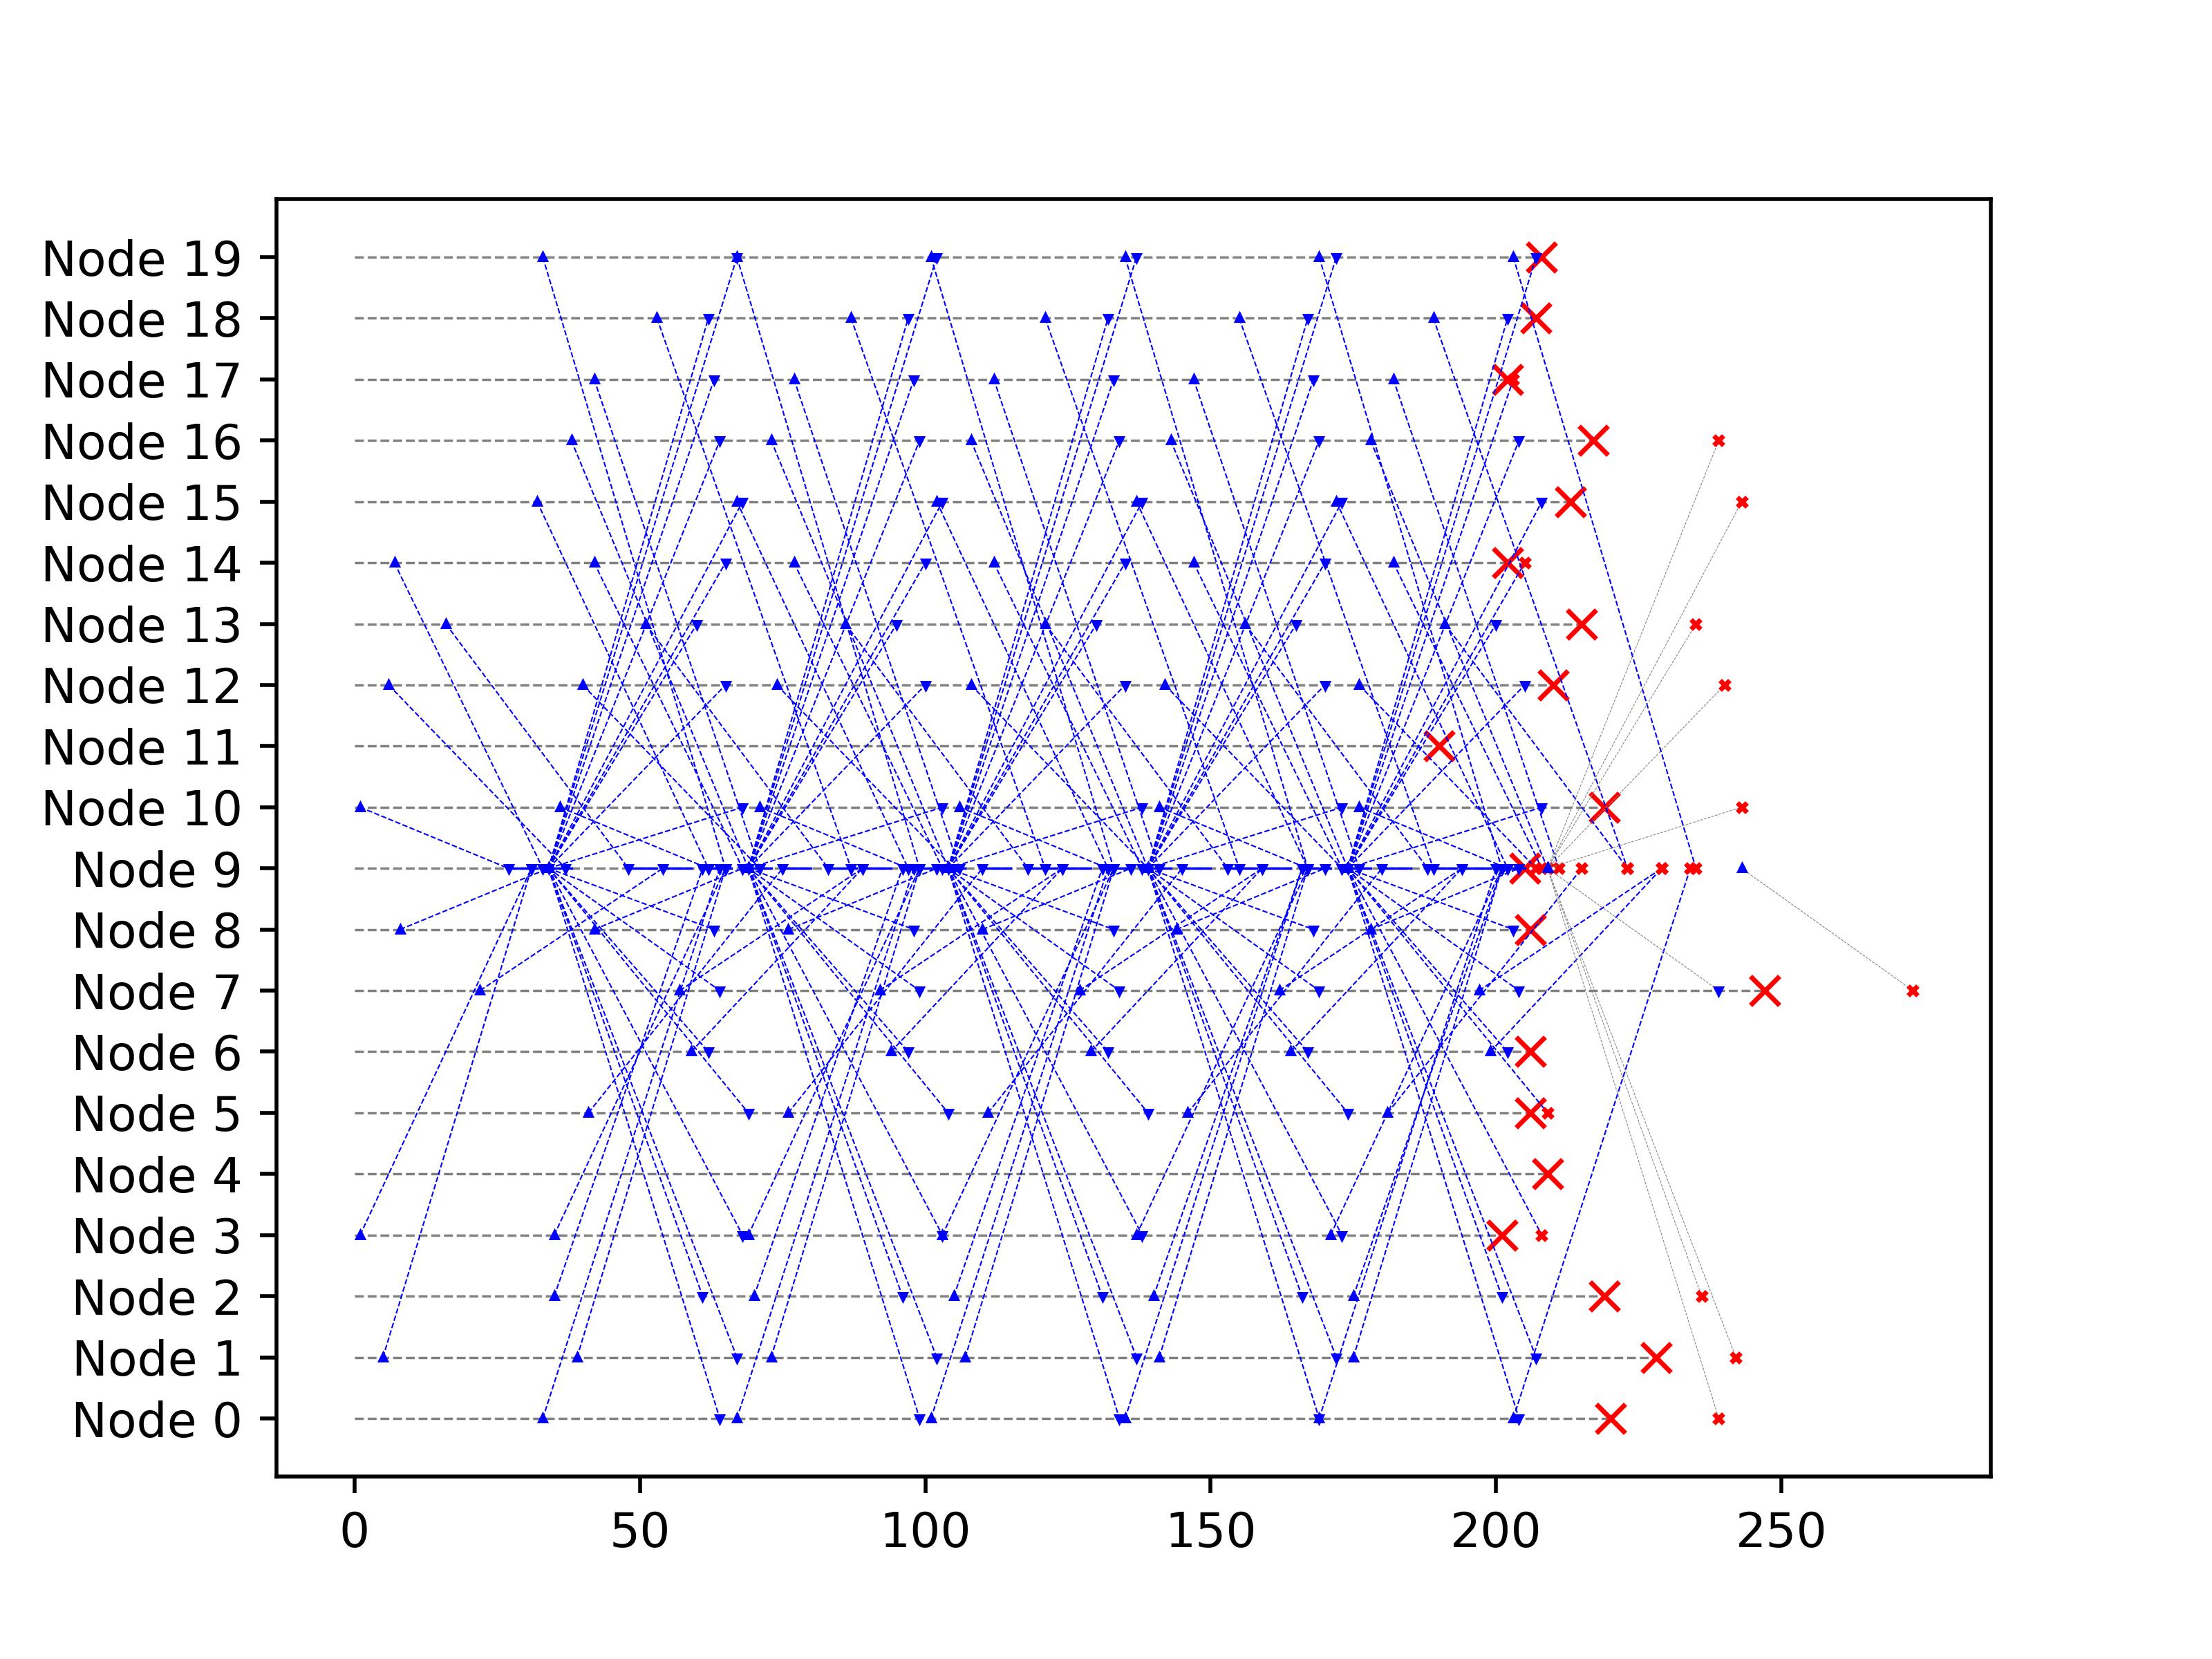 Node 19
Node 18
Node 17
Node 16
Node 15
Node 14
Node 13
Node 12
Node 11
Node 10
Node 9
Node 8
Node 7
Node 6
Node 5
Node 4
Node 3
Node 2
Node 1
Node 0
0 50 100 150 200 250